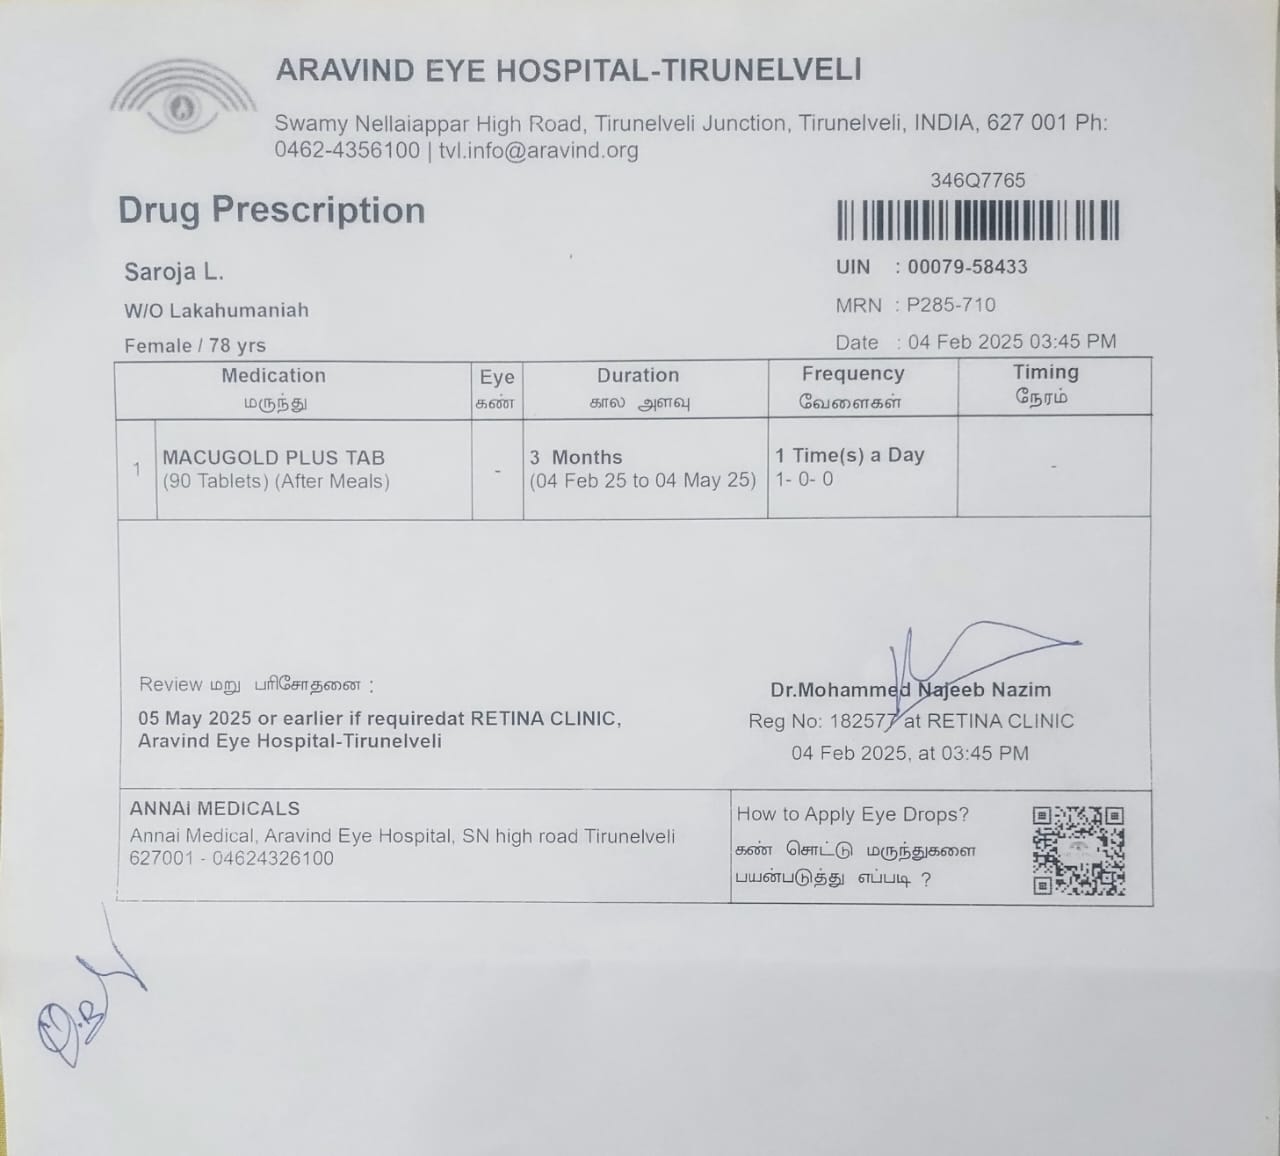 ARAVIND EYE HOSPITAL-TIRUNELVELI
Swamy Nellaiappar High Road, Tirunelveli Junction, Tirunelveli, INDIA, 627 001 Ph:
0462-4356100 | tvl.info@aravind.org
346Q7765
Drug Prescription
Saroja L.
UIN : 00079-58433
W/O Lakahumaniah
MRN : P285-710
Female / 78 yrs
Date : 04 Feb 2025 03:45 PM
Medication Eye Duration Frequency Timing
மருந்து கண் கால அளவு வேளைகள் நேரம்
1 MACUGOLD PLUS TAB - 3 Months 1 Time(s) a Day -
(90 Tablets) (After Meals) (04 Feb 25 to 04 May 25) 1- 0- 0
Review மறு பரிசோதனை :
05 May 2025 or earlier if requiredat RETINA CLINIC,
Aravind Eye Hospital-Tirunelveli
Dr.Mohammed Najeeb Nazim
Reg No: 182577 at RETINA CLINIC
04 Feb 2025, at 03:45 PM
ANNAi MEDICALS
Annai Medical, Aravind Eye Hospital, SN high road Tirunelveli
627001 - 04624326100
How to Apply Eye Drops?
கண் சொட்டு மருந்துகளை
பயன்படுத்து எப்படி ?